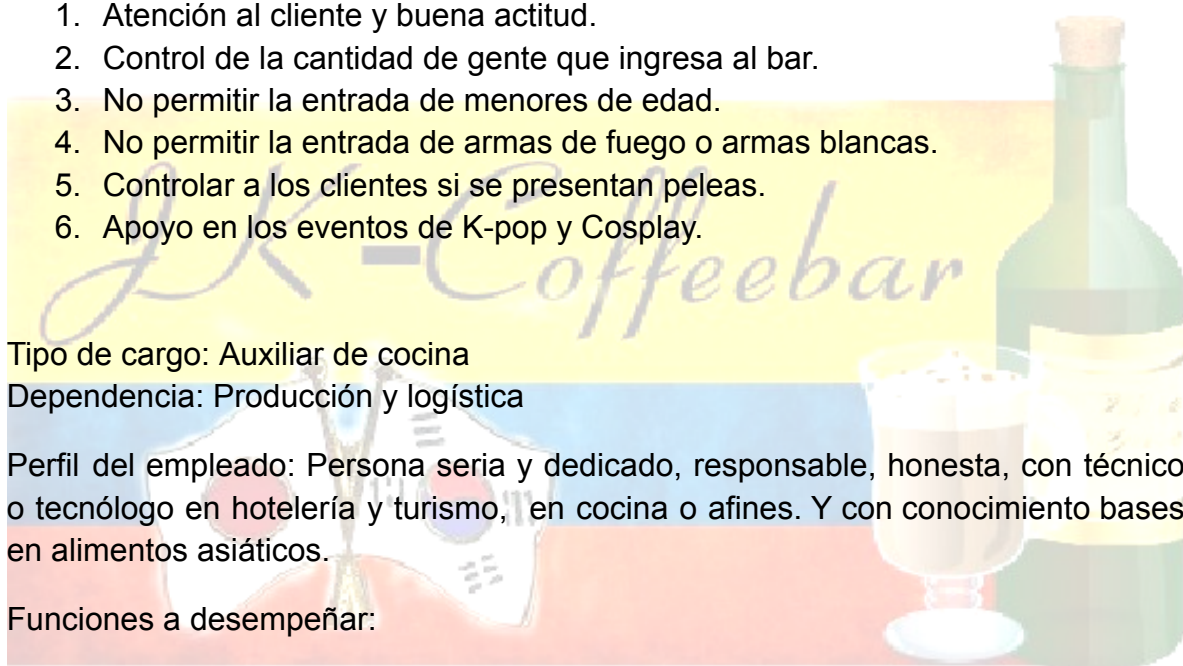 1. Atención al cliente y buena actitud.
2. Control de la cantidad de gente que ingresa al bar.
3. No permitir la entrada de menores de edad.
4. No permitir la entrada de armas de fuego o armas blancas.
5. Controlar a los clientes si se presentan peleas.
6. Apoyo en los eventos de K-pop y Cosplay.
JK-Coffeebar
Tipo de cargo: Auxiliar de cocina
Dependencia: Producción y logística
Perfil del empleado: Persona seria y dedicado, responsable, honesta, con técnico
o tecnólogo en hotelería y turismo, en cocina o afines. Y con conocimiento bases
en alimentos asiáticos.
Funciones a desempeñar: